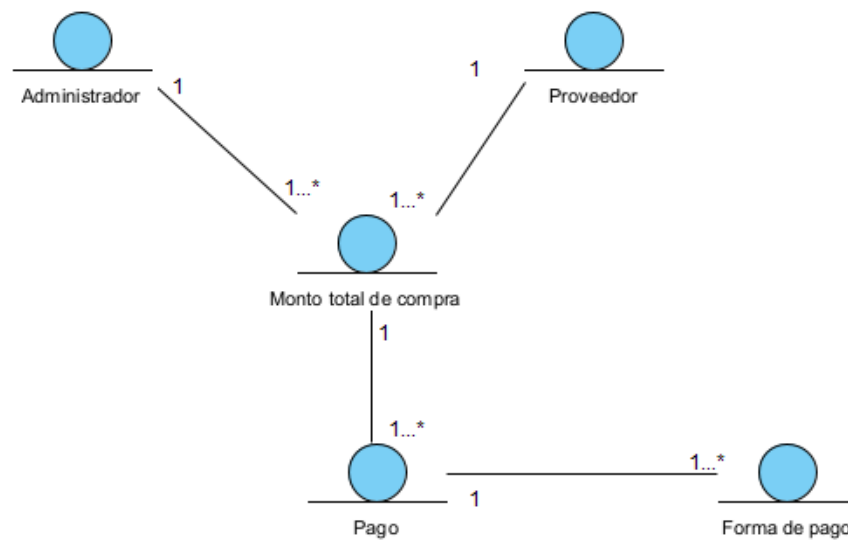 Administrador
1
1
Proveedor
1...*
1...*
Monto total de compra
1
1...*
1...*
1
Pago
Forma de pago